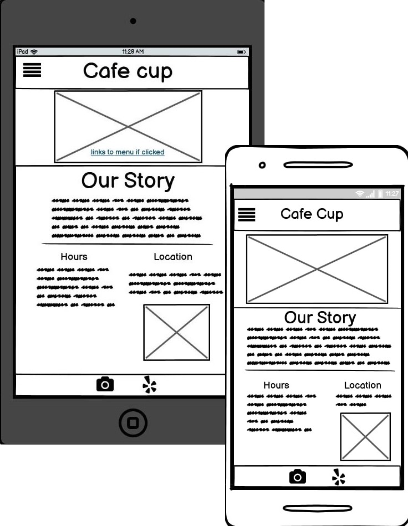 iPod
11:29 AM
Cafe cup
links to menu if clicked
Our Story
Hours
Location
Cafe Cup
Our Story
Hours
Location